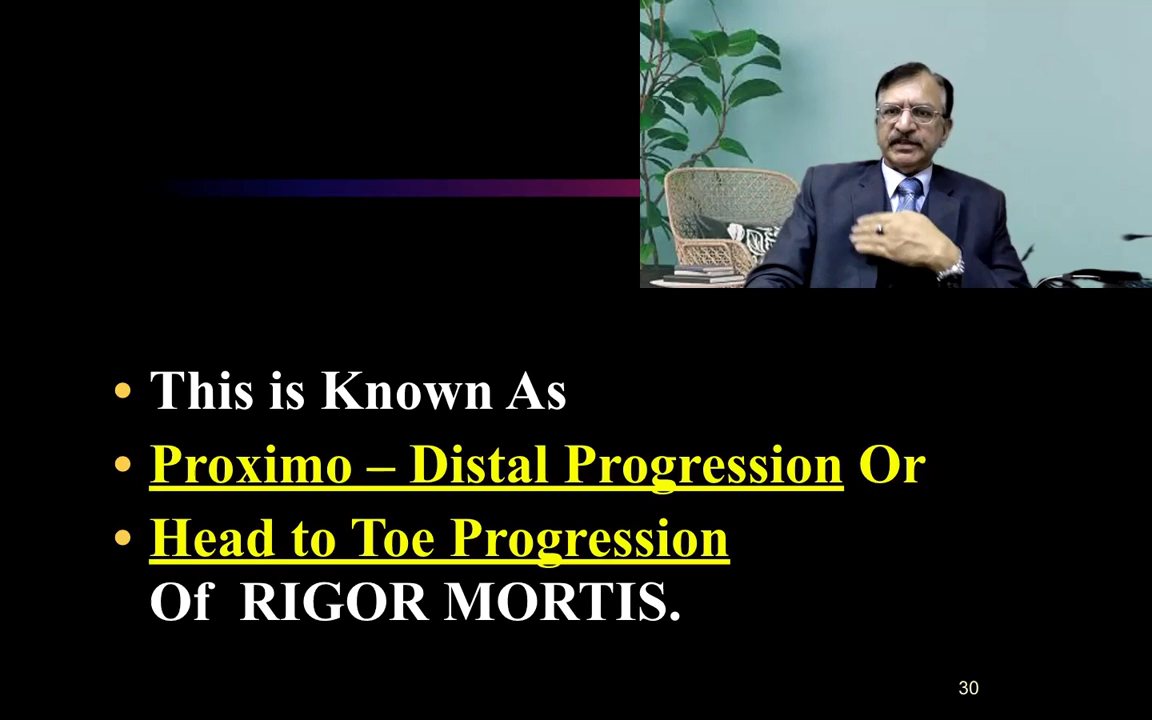 • This is Known As
• Proximo – Distal Progression Or
• Head to Toe Progression
Of RIGOR MORTIS.
30